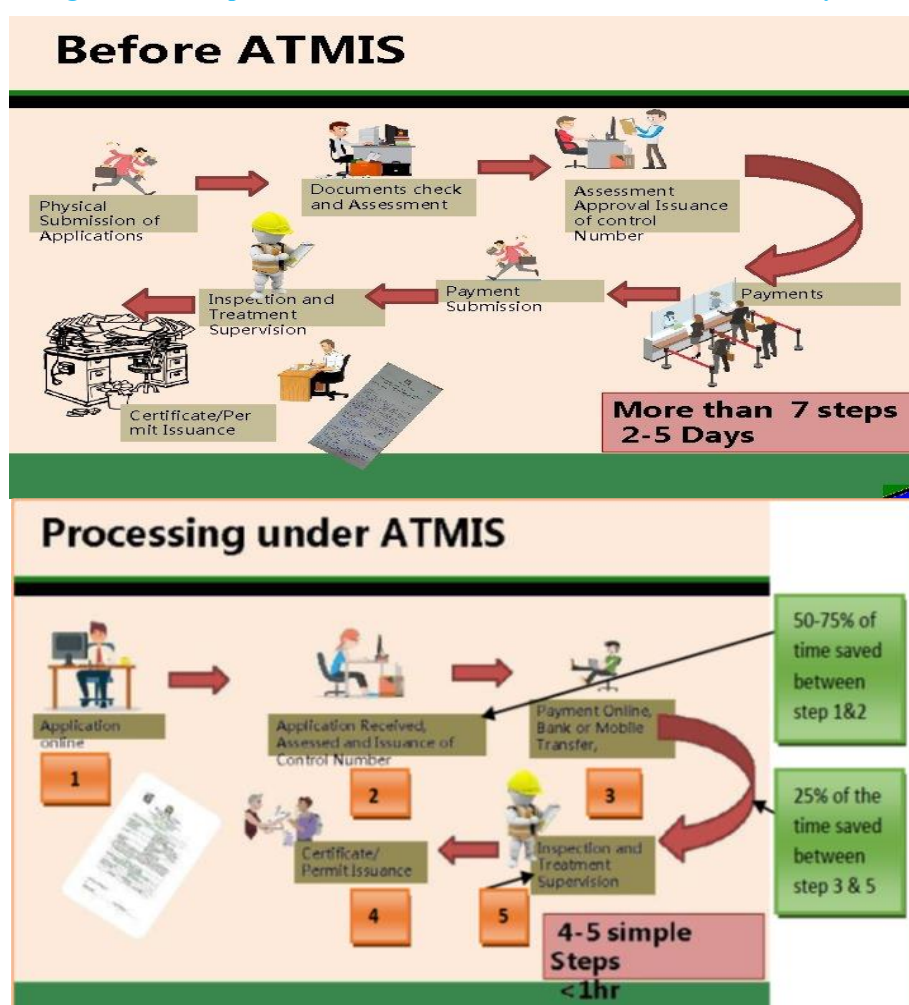 Before ATMIS
Physical
Submission of
Applications
Documents check
and Assessment
Assessment
Approval Issuance
of control
Number
Payments
Payment
Submission
Inspection and
Treatment
Supervision
Certificate/Per
mit Issuance
More than 7 steps
2-5 Days
Processing under ATMIS
Application
online
1
Application Received,
Assessed and Issuance of
Control Number
2
Payment Online,
Bank or Mobile
Transfer,
3
50-75% of
time saved
between
step 1&2
25% of the
time saved
between
step 3 & 5
Inspection and
Treatment
Supervision
5
Certificate/
Permit Issuance
4
4-5 simple
Steps
<1hr